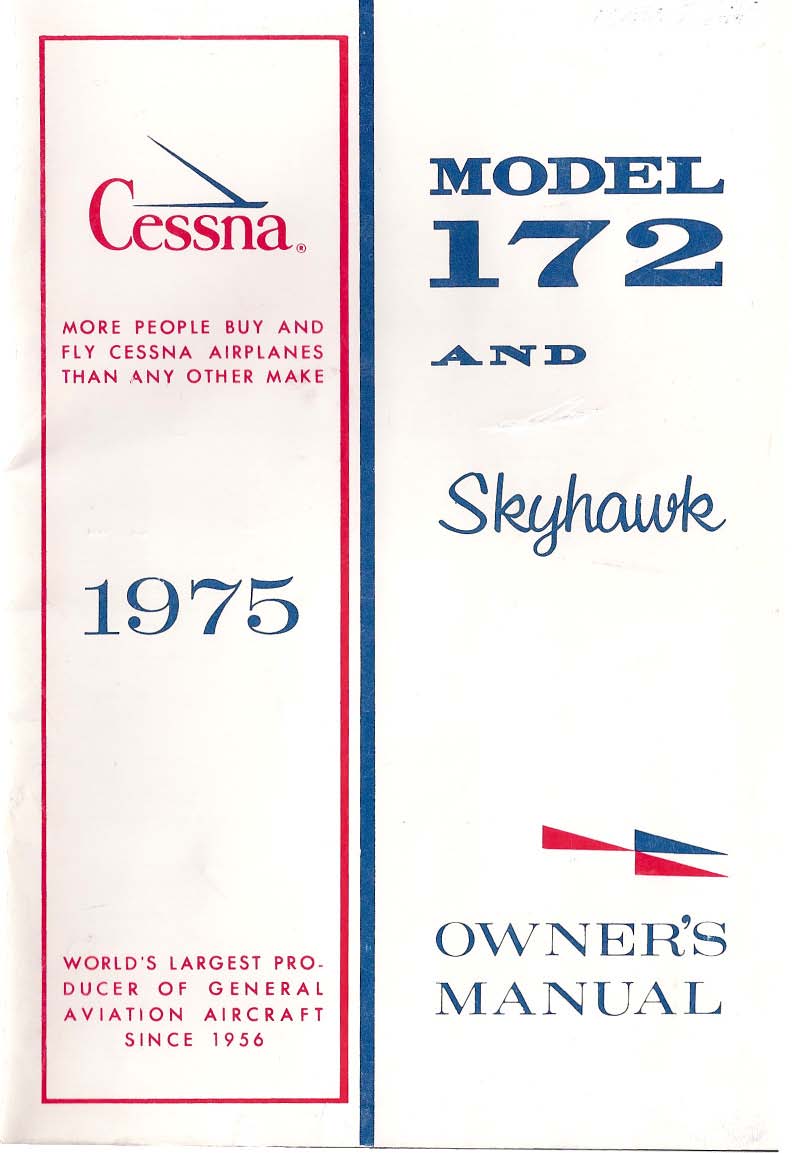 Cessna®
MORE PEOPLE BUY AND
FLY CESSNA AIRPLANES
THAN ANY OTHER MAKE
1975
WORLD'S LARGEST PRO-
DUCER OF GENERAL
AVIATION AIRCRAFT
SINCE 1956
MODEL
172
AND
Skyhawk
OWNER'S
MANUAL